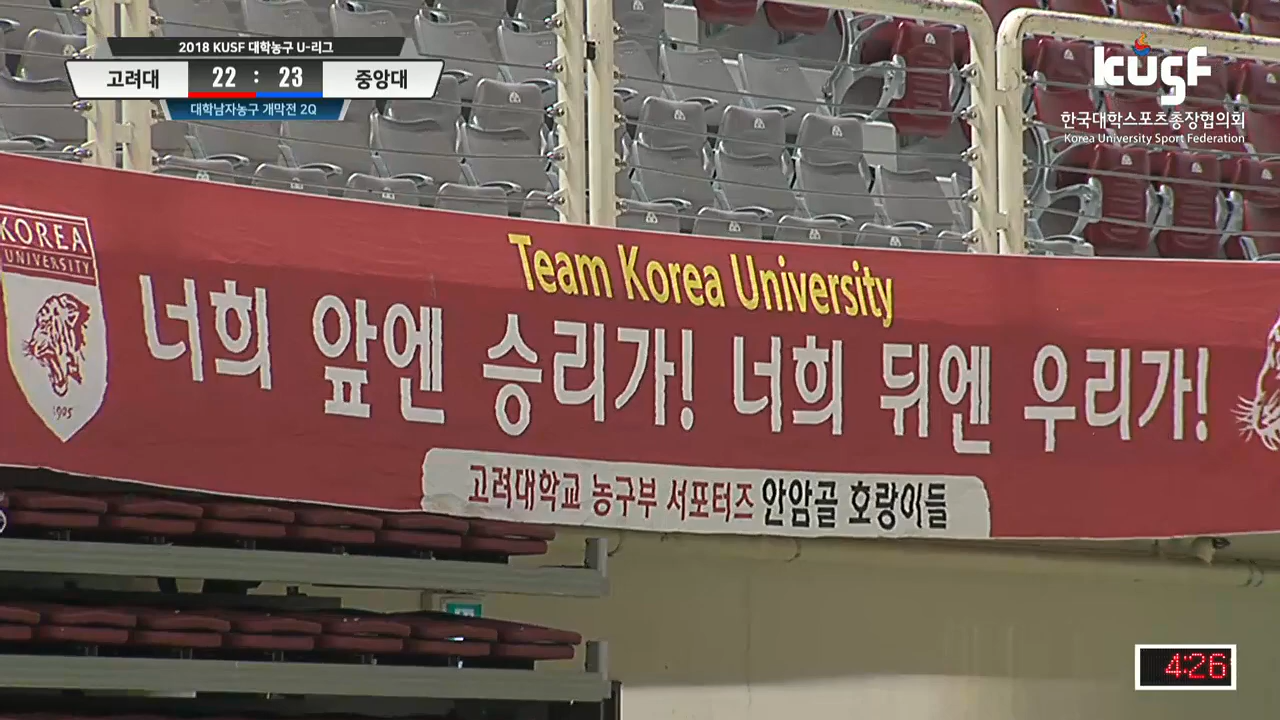 2018 KUSF 대학농구 U-리그
고려대 22 : 23 중앙대
대학남자농구 개막전 2Q
kusf
한국대학스포츠총장협의회
Korea University Sport Federation
KOREA
UNIVERSITY
1905
Team Korea University
너희 앞엔 승리가! 너희 뒤엔 우리가!
고려대학교 농구부 서포터즈 안암골 호랑이들
4:26